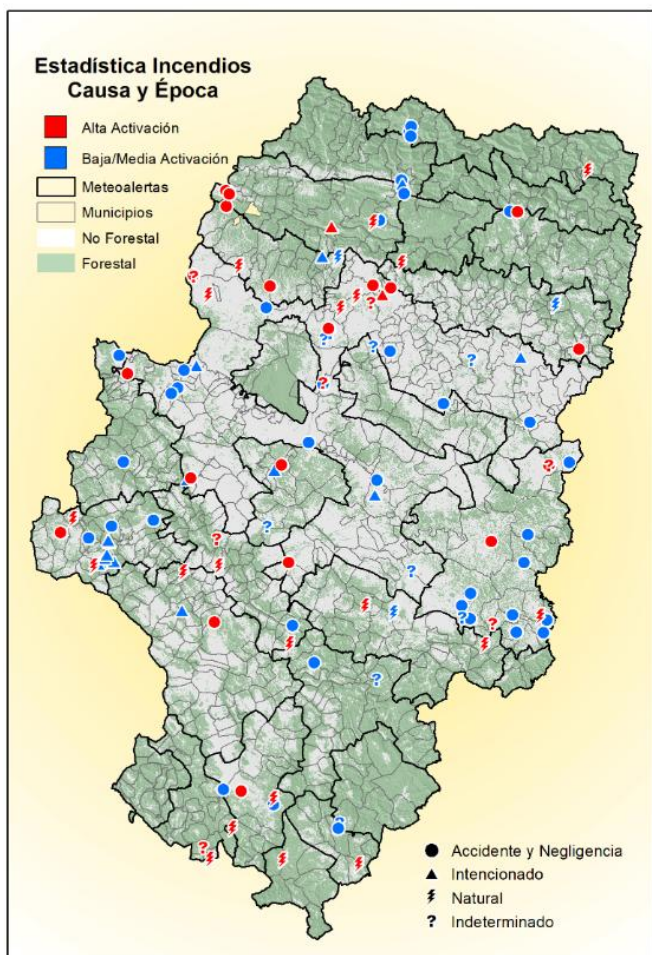 Estadística Incendios
Causa y Época
Alta Activación
Baja/Media Activación
Meteoalertas
Municipios
No Forestal
Forestal
Accidente y Negligencia
Intencionado
Natural
? Indeterminado